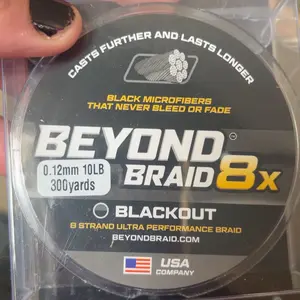 CASTS FURTHER AND LASTS LONGER
BLACK MICROFIBERS
THAT NEVER BLEED OR FADE
BEYOND
BRAID 8X
0.12mm 10LB
300yards
BLACKOUT
8 STRAND ULTRA PERFORMANCE BRAID
BEYONDBRAID.COM
USA
COMPANY